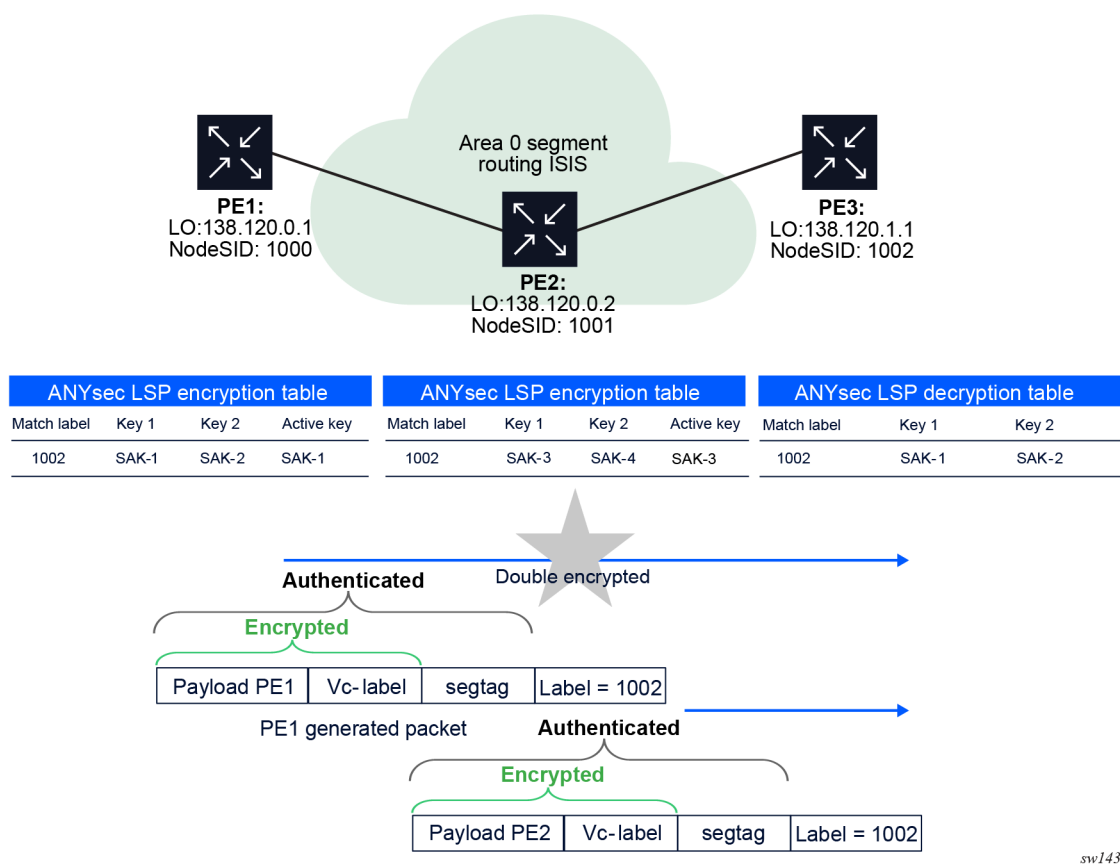 Area 0 segment
routing ISIS
PE1:
LO:138.120.0.1
NodeSID: 1000
PE3:
LO:138.120.1.1
NodeSID: 1002
PE2:
LO:138.120.0.2
NodeSID: 1001
ANYsec LSP encryption table
Match label Key 1 Key 2 Active key
1002 SAK-1 SAK-2 SAK-1
ANYsec LSP encryption table
Match label Key 1 Key 2 Active key
1002 SAK-3 SAK-4 SAK-3
ANYsec LSP decryption table
Match label Key 1 Key 2
1002 SAK-1 SAK-2
Double encrypted
Authenticated
Encrypted
Payload PE1 Vc-label segtag Label = 1002
PE1 generated packet
Authenticated
Encrypted
Payload PE2 Vc-label segtag Label = 1002
sw143